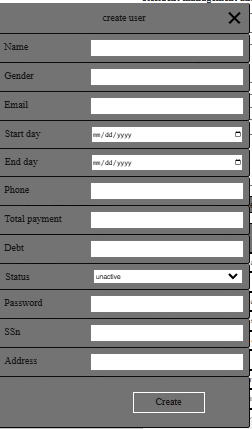 create user
Name
Gender
Email
Start day mm/dd/yyyy
End day mm/dd/yyyy
Phone
Total payment
Debt
Status unactive
Password
SSn
Address
Create